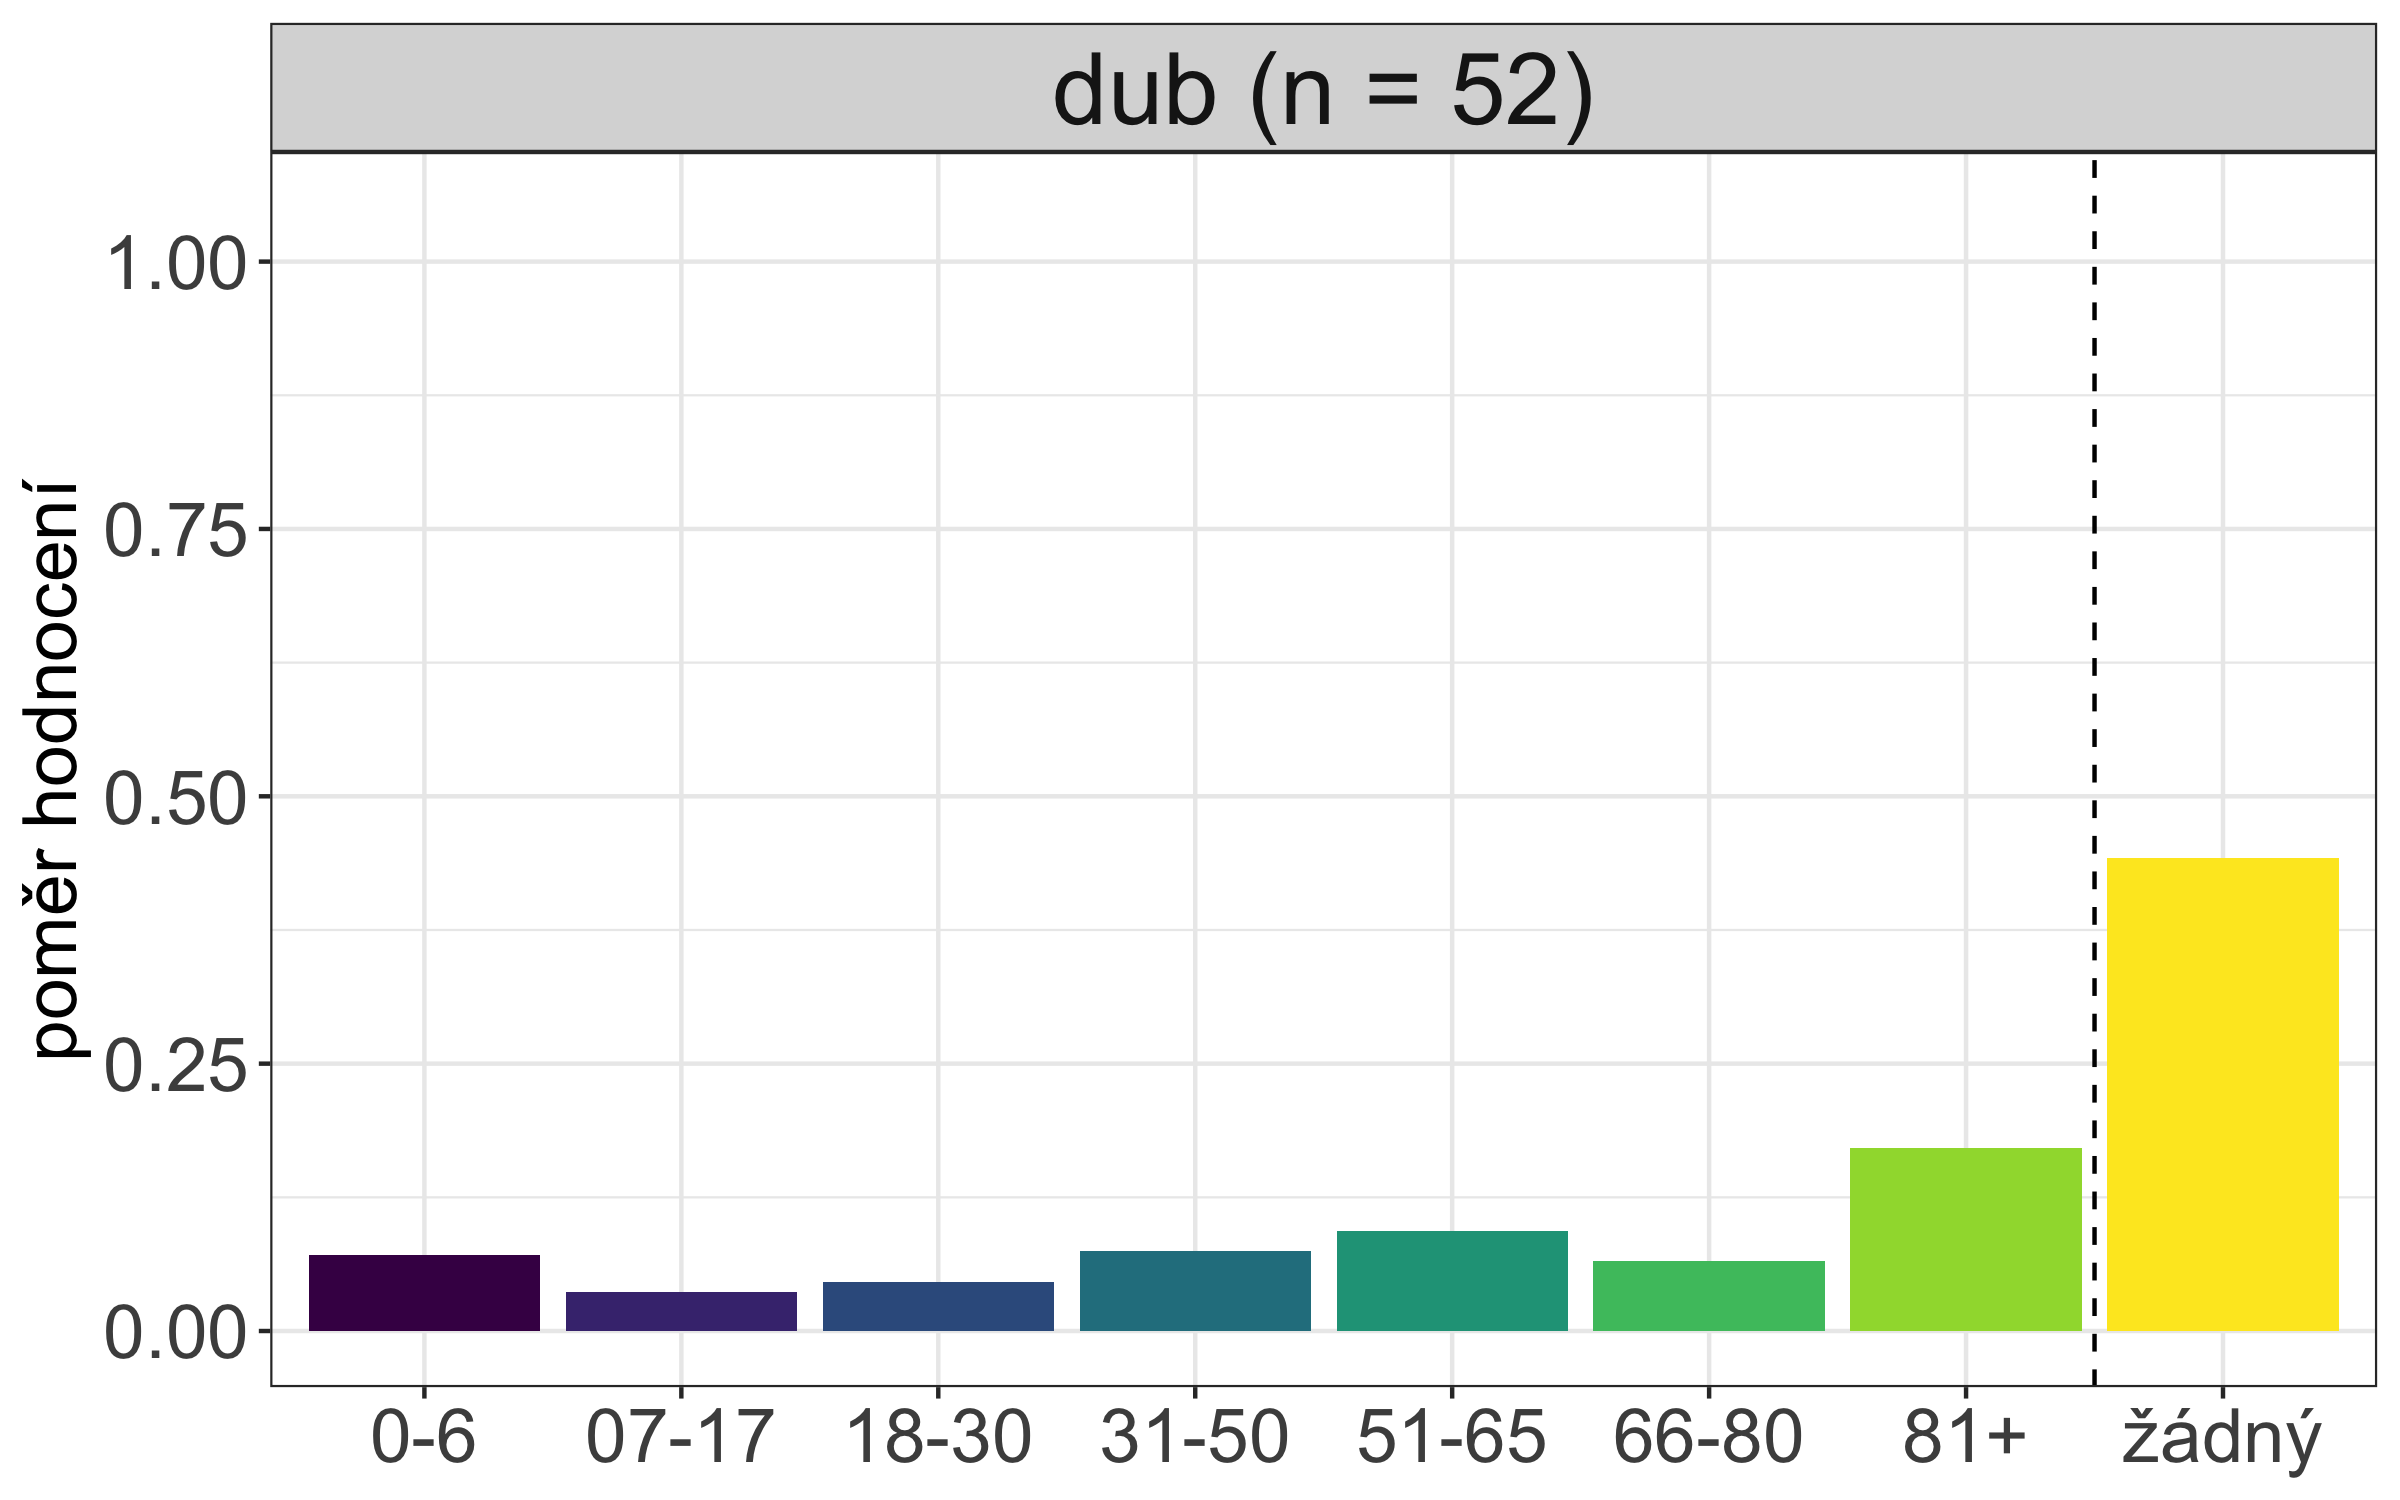 dub (n = 52)
poměr hodnocení
1.00
0.75
0.50
0.25
0.00
0-6 07-17 18-30 31-50 51-65 66-80 81+ žádný